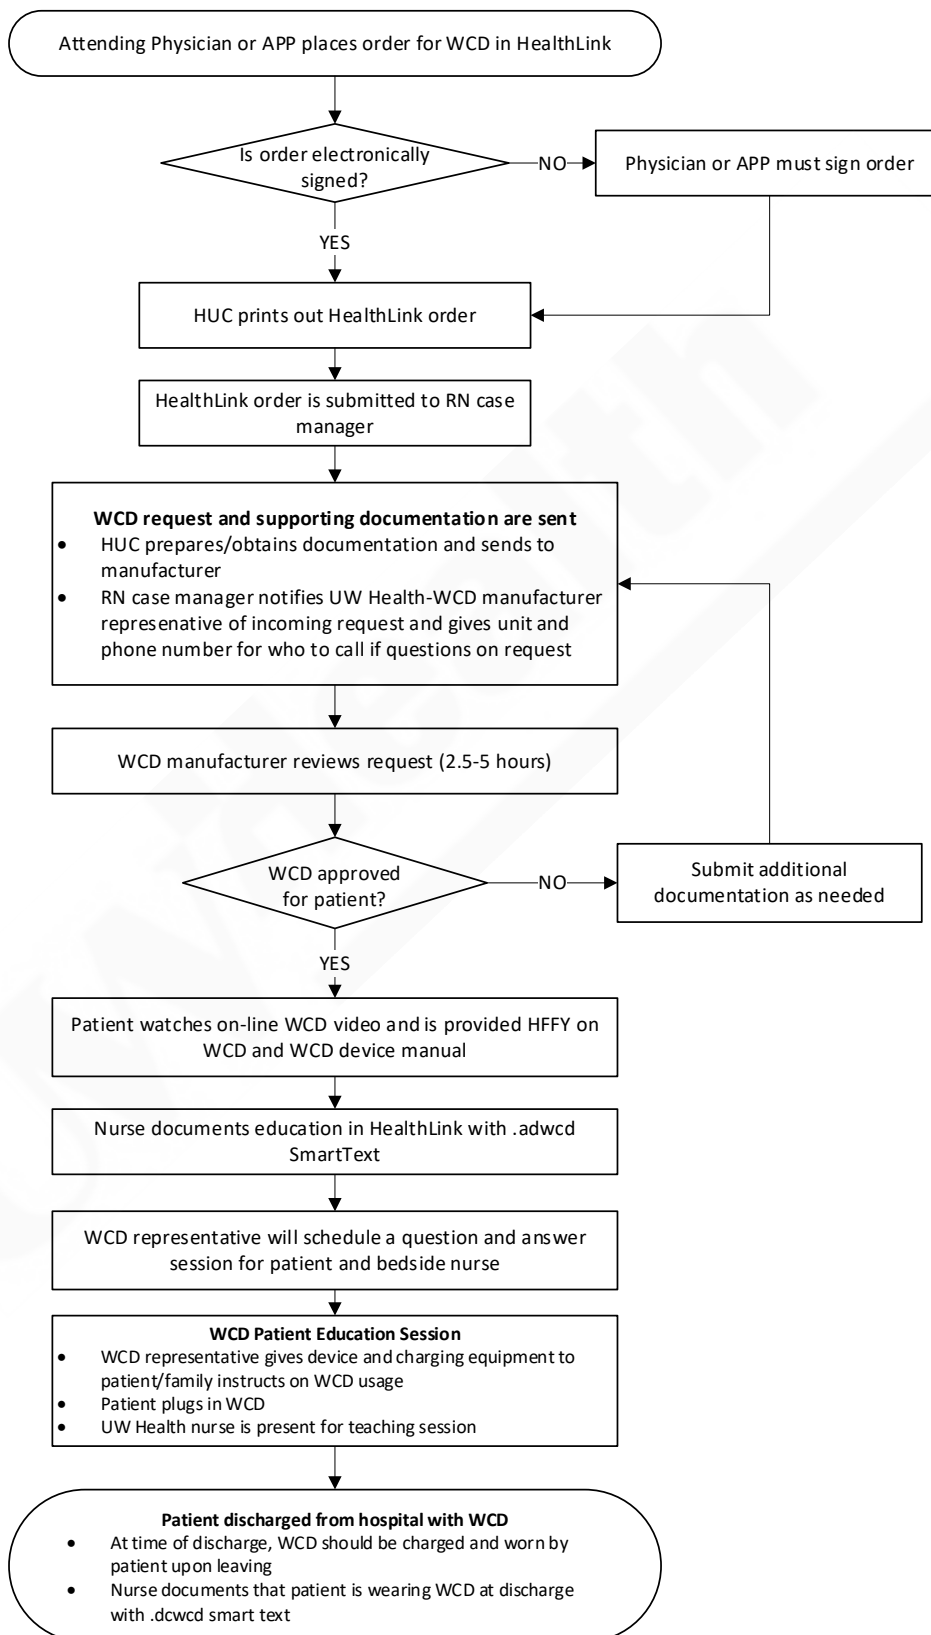 Attending Physician or APP places order for WCD in HealthLink
Is order electronically
signed?
NO
Physician or APP must sign order
YES
HUC prints out HealthLink order
HealthLink order is submitted to RN case
manager
WCD request and supporting documentation are sent
• HUC prepares/obtains documentation and sends to
manufacturer
• RN case manager notifies UW Health-WCD manufacturer
represenative of incoming request and gives unit and
phone number for who to call if questions on request
WCD manufacturer reviews request (2.5-5 hours)
WCD approved
for patient?
NO
Submit additional
documentation as needed
YES
Patient watches on-line WCD video and is provided HFFY on
WCD and WCD device manual
Nurse documents education in HealthLink with .adwcd
SmartText
WCD representative will schedule a question and answer
session for patient and bedside nurse
WCD Patient Education Session
• WCD representative gives device and charging equipment to
patient/family instructs on WCD usage
• Patient plugs in WCD
• UW Health nurse is present for teaching session
Patient discharged from hospital with WCD
• At time of discharge, WCD should be charged and worn by
patient upon leaving
• Nurse documents that patient is wearing WCD at discharge
with .dcwcd smart text
UWHealth